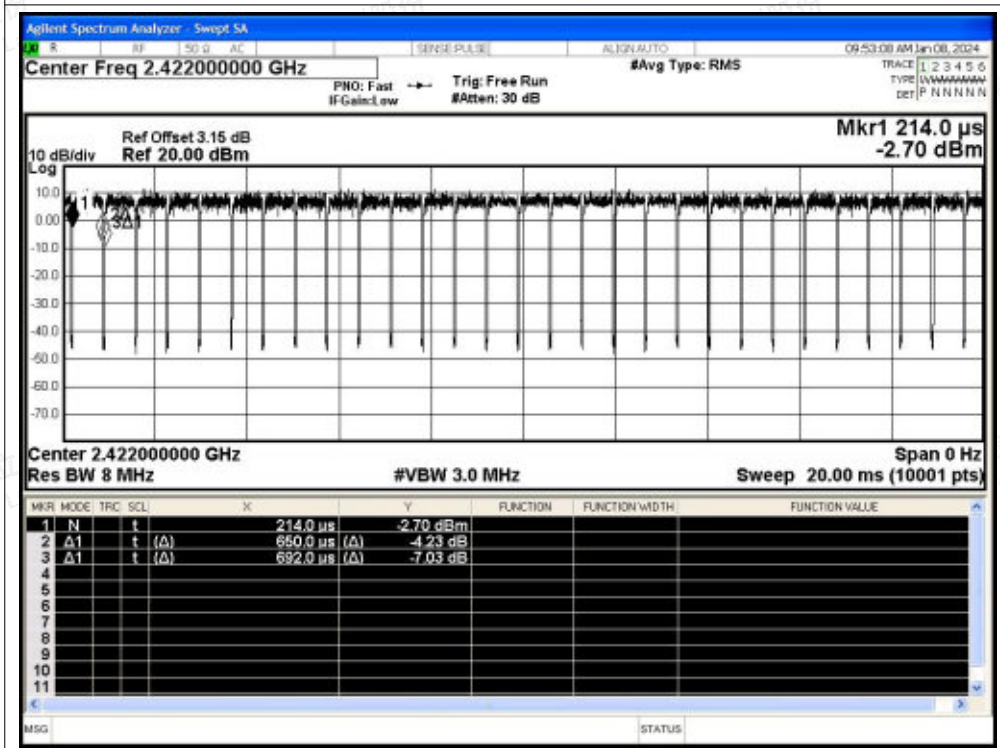 Agilent Spectrum Analyzer - Swept SA
R RF 50 Ω AC SENSE:PULSE ALIGNAUTO 09:53:08 AM Jan 08, 2024
Center Freq 2.422000000 GHz
#Avg Type: RMS
TRACE 1 2 3 4 5 6
PNO: Fast Trig: Free Run
TYPE
IFGain:Low #Atten: 30 dB
DET P N N N N N
Mkr1 214.0 µs
-2.70 dBm
Ref Offset 3.15 dB
10 dB/div Ref 20.00 dBm
Log
10.0
0.00
-10.0
-20.0
-30.0
-40.0
-50.0
-60.0
-70.0
1
3Δ1
Center 2.422000000 GHz Span 0 Hz
Res BW 8 MHz #VBW 3.0 MHz Sweep 20.00 ms (10001 pts)
MKR MODE TRC SCL X Y FUNCTION FUNCTION WIDTH FUNCTION VALUE
1 N t 214.0 µs -2.70 dBm
2 Δ1 t (Δ) 650.0 µs (Δ) -4.23 dB
3 Δ1 t (Δ) 692.0 µs (Δ) -7.03 dB
4
5
6
7
8
9
10
11
MSG STATUS